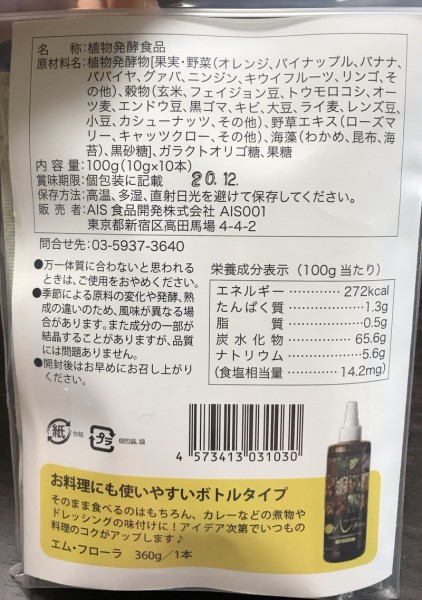 名　　称:植物発酵食品
原材料名:植物発酵物[果実・野菜(オレンジ、パイナップル、バナナ、
パパイヤ、グァバ、ニンジン、キウイフルーツ、リンゴ、その
他)、穀物(玄米、フェイジョン豆、トウモロコシ、オー
ツ麦、エンドウ豆、黒ゴマ、キビ、大豆、ライ麦、レンズ豆、
小豆、カシューナッツ、その他)、野草エキス(ローズマ
リー、キャッツクロー、その他)、海藻(わかめ、昆布、海
苔)、黒砂糖]、ガラクトオリゴ糖、果糖
内 容 量:100g(10g×10本)
賞味期限:個包装に記載 20.12.
保存方法:高温、多湿、直射日光を避けて保存してください。
販 売 者:AIS 食品開発株式会社 AIS001
東京都新宿区高田馬場 4-4-2
問合せ先:03-5937-3640
●万一体質に合わないと思われる
ときは、ご使用をおやめください。
●季節による原料の変化や発酵、熟
成の違いのため、風味が異なる場
合があります。また成分の一部が
結晶することがありますが、品質
には問題ありません。
●開封後はお早めにお召し上がり
ください。
栄養成分表示(100g 当たり)
エネルギー……………272kcal
たんぱく質……………1.3g
脂　　質……………0.5g
炭 水 化 物……………65.6g
ナトリウム……………5.6g
(食塩相当量……………14.2mg)
紙 台紙
プラ 個包装、袋
4 573413 031030
お料理にも使いやすいボトルタイプ
そのまま食べるのはもちろん、カレーなどの煮物や
ドレッシングの味付けに!アイデア次第でいつもの
料理のコクがアップします♪
エム・フローラ　360g/1本